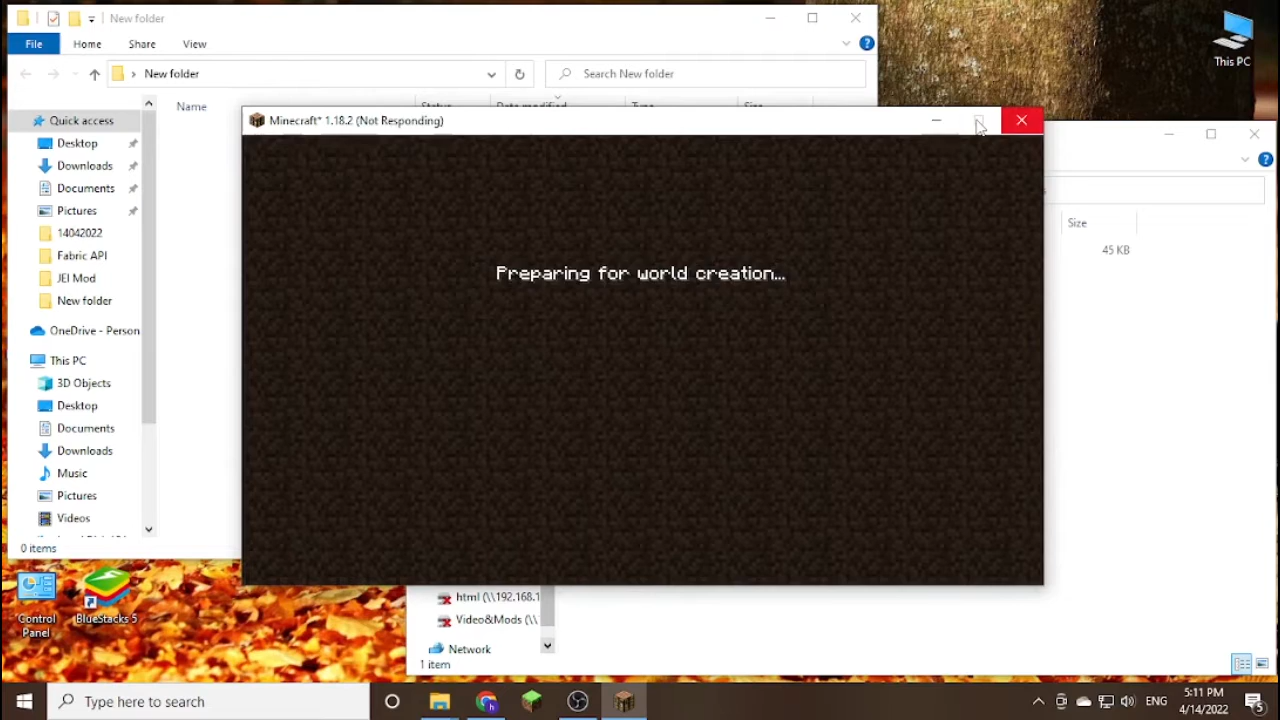 New folder
File Home Share View
New folder
Search New folder
Name
Type
Minecraft* 1.18.2 (Not Responding)
Preparing for world creation...
Quick access
Desktop
Downloads
Documents
Pictures
14042022
Fabric API
JEI Mod
New folder
OneDrive - Person
This PC
3D Objects
Desktop
Documents
Downloads
Music
Pictures
Videos
0 items
This PC
Size
45 KB
html (\\192.168.1
Video&Mods (\\
Network
1 item
Control
Panel
BlueStacks 5
Type here to search
ENG
5:11 PM
4/14/2022
5